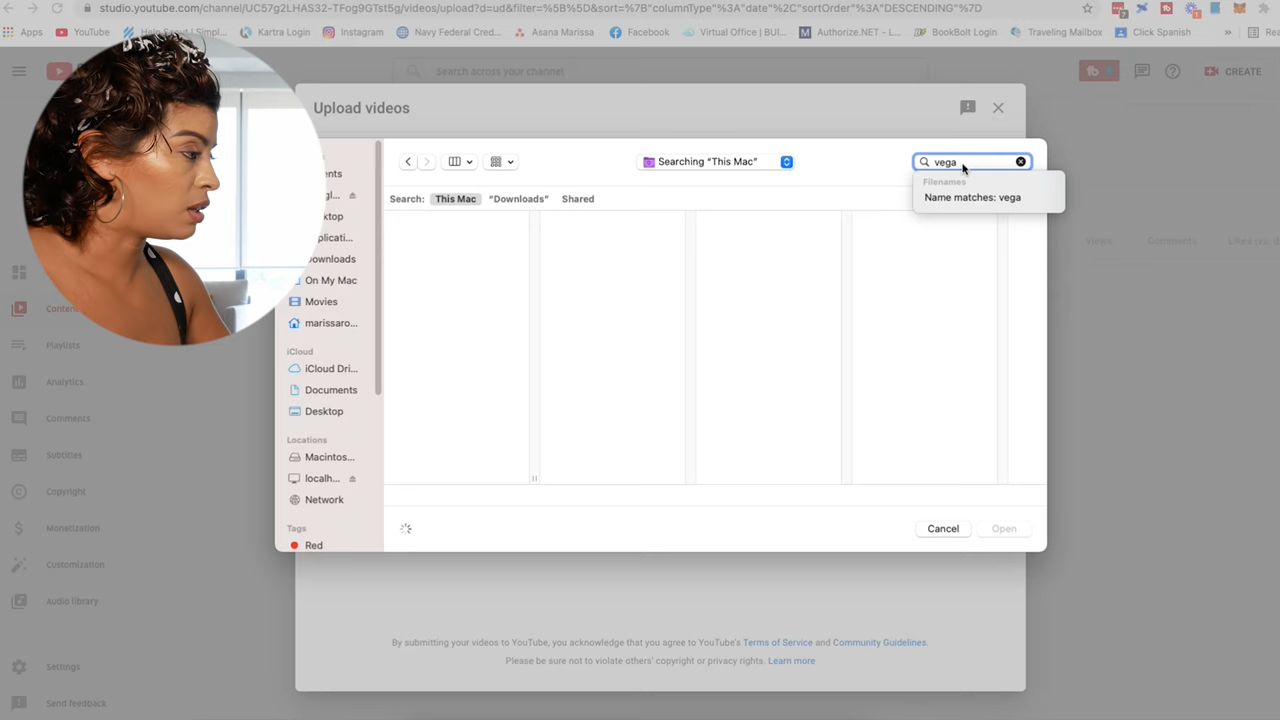 studio.youtube.com/channel/UC57g2LHAS32-TFog9GTst5g/videos/upload?d=ud&filter=%5B%5D&sort=%7B"columnType"%3A"date"%2C"sortOrder"%3A"DESCENDING"%7D
Apps YouTube Kartra Login Instagram Navy Federal Cred... Asana Marissa Facebook Virtual Office | BUI... Authorize.NET - L... BookBolt Login Traveling Mailbox Click Spanish » Rea
Search across your channel
CREATE
Upload videos
Searching "This Mac"
vega
Filenames
Name matches: vega
Search: This Mac "Downloads" Shared
On My Mac
Movies
marissaro...
iCloud
iCloud Dri...
Documents
Desktop
Locations
Macintos...
localh...
Network
Tags
Red
Cancel Open
Views Comments
Playlists
Analytics
Comments
Subtitles
Copyright
Monetization
Customization
Audio library
Settings
Send feedback
By submitting your videos to YouTube, you acknowledge that you agree to YouTube's Terms of Service and Community Guidelines.
Please be sure not to violate others' copyright or privacy rights. Learn more